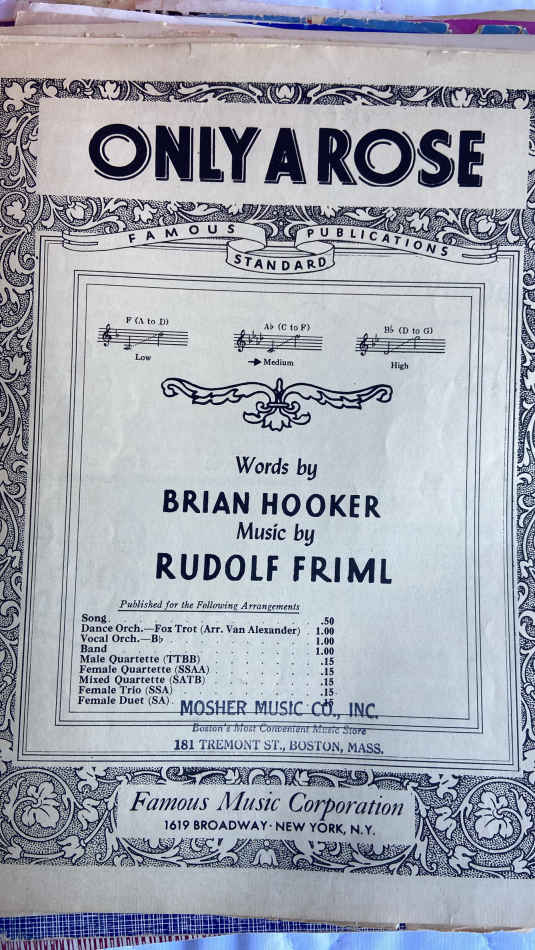 ONLY A ROSE
FAMOUS STANDARD PUBLICATIONS
F (A to D)
Low
A♭ (C to F)
Medium
B♭ (D to G)
High
Words by
BRIAN HOOKER
Music by
RUDOLF FRIML
Published for the Following Arrangements
Song .50
Dance Orch.—Fox Trot (Arr. Van Alexander) 1.00
Vocal Orch.—B♭ 1.00
Band 1.00
Male Quartette (TTBB) .15
Female Quartette (SSAA) .15
Mixed Quartette (SATB) .15
Female Trio (SSA) .15
Female Duet (SA) .15
MOSHER MUSIC CO., INC.
Boston's Most Convenient Music Store
181 TREMONT ST., BOSTON, MASS.
Famous Music Corporation
1619 BROADWAY · NEW YORK, N.Y.